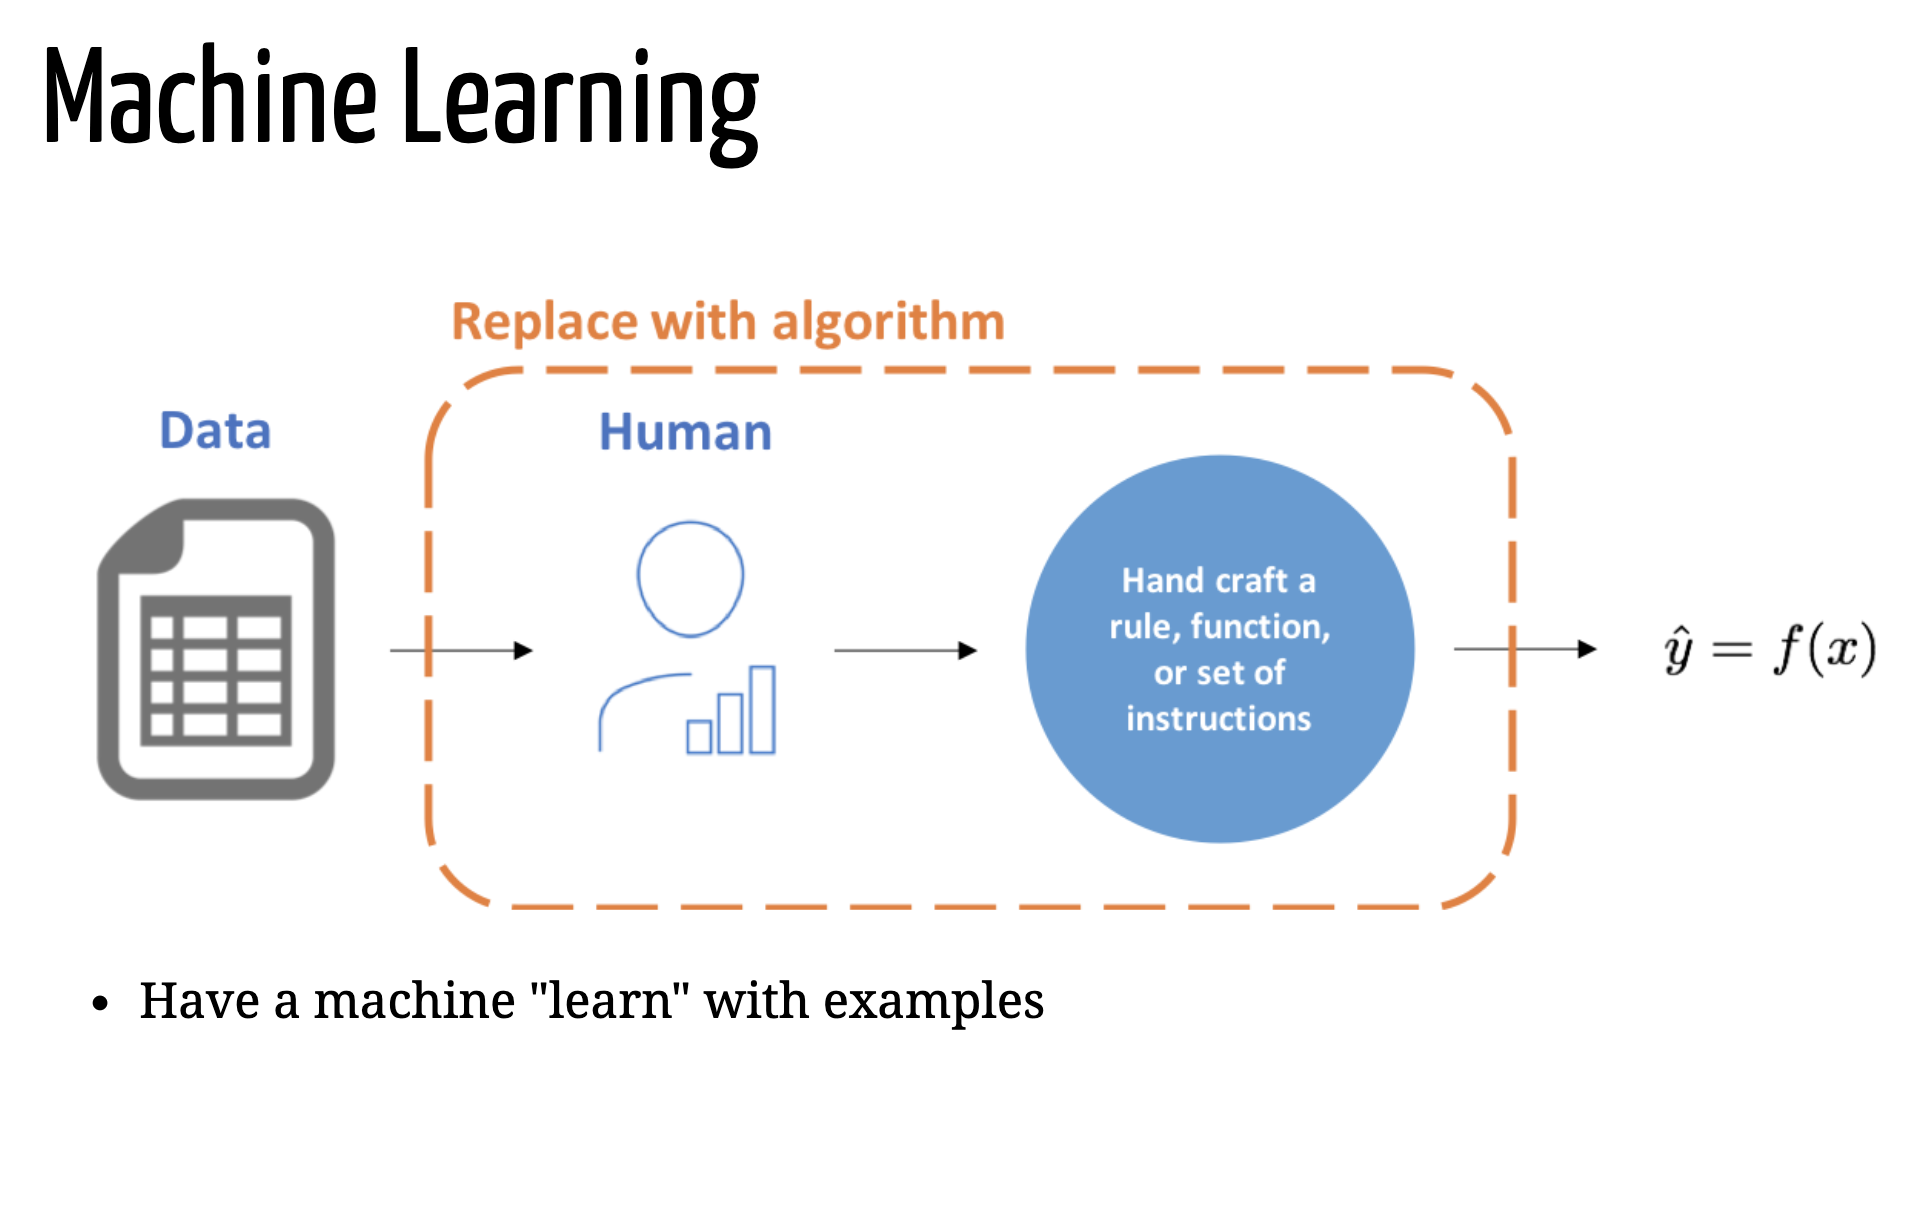 Machine Learning
Replace with algorithm
Data
Human
Hand craft a
rule, function,
or set of
instructions
ŷ = f(x)
• Have a machine "learn" with examples